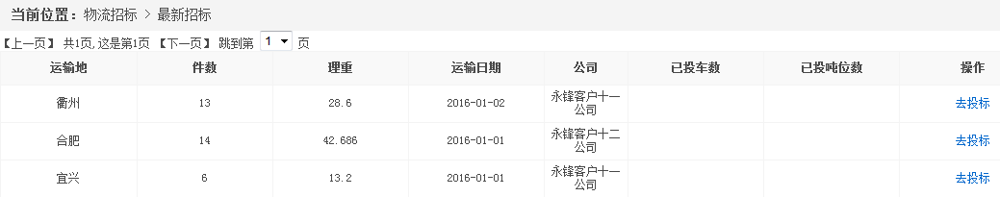 当前位置：物流招标 > 最新招标
【上一页】 共1页, 这是第1页 【下一页】 跳到第 1 页
运输地 件数 理重 运输日期 公司 已投车数 已投吨位数 操作
衢州 13 28.6 2016-01-02 永锋客户十一公司 去投标
合肥 14 42.686 2016-01-01 永锋客户十二公司 去投标
宜兴 6 13.2 2016-01-01 永锋客户十一公司 去投标